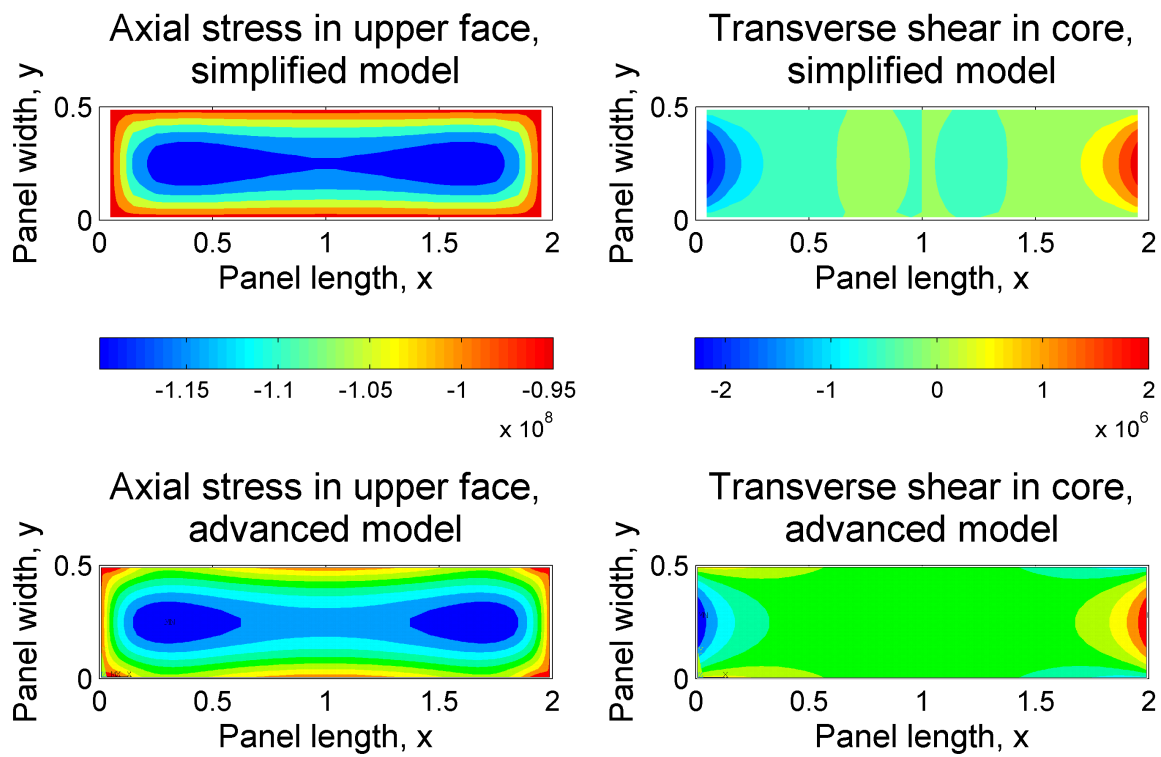 Axial stress in upper face,
simplified model
Panel width, y
0.5
0
0 0.5 1 1.5 2
Panel length, x
Transverse shear in core,
simplified model
Panel width, y
0.5
0
0 0.5 1 1.5 2
Panel length, x
-1.15 -1.1 -1.05 -1 -0.95
x 10^8
-2 -1 0 1 2
x 10^6
Axial stress in upper face,
advanced model
Panel width, y
0.5
0
0 0.5 1 1.5 2
Panel length, x
Transverse shear in core,
advanced model
Panel width, y
0.5
0
0 0.5 1 1.5 2
Panel length, x